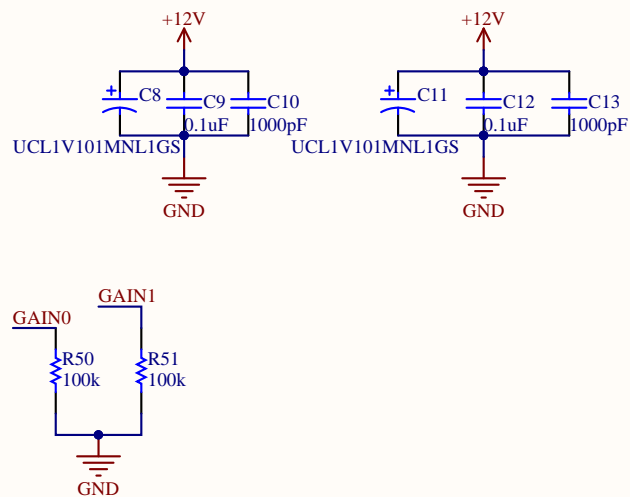 +12V
+12V
+
C8
C9
C10
+
C11
C12
C13
0.1uF
1000pF
0.1uF
1000pF
UCL1V101MNL1GS
UCL1V101MNL1GS
GND
GND
GAIN1
GAIN0
R50
R51
100k
100k
GND